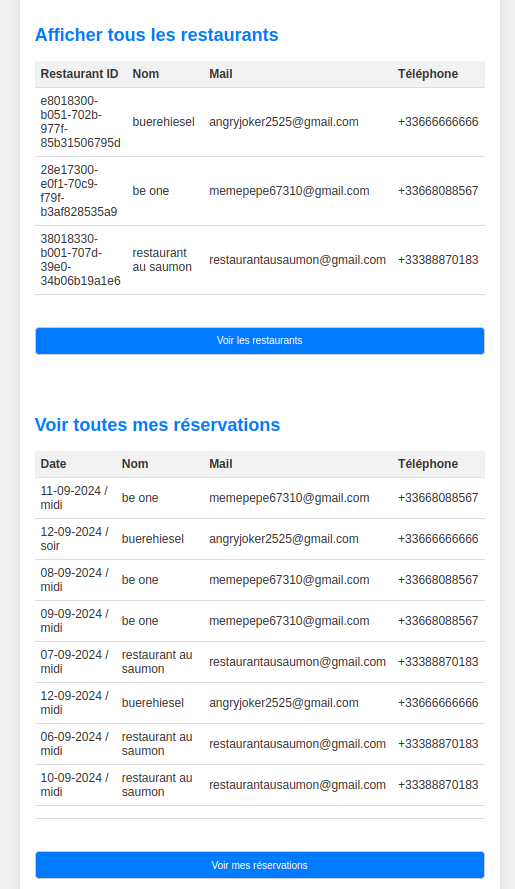 Afficher tous les restaurants
Restaurant ID Nom Mail Téléphone
e8018300-
b051-702b-
977f-
85b31506795d
buerehiesel angryjoker2525@gmail.com +33666666666
28e17300-
e0f1-70c9-
f79f-
b3af828535a9
be one memepepe67310@gmail.com +33668088567
38018330-
b001-707d-
39e0-
34b06b19a1e6
restaurant
au saumon
restaurantausaumon@gmail.com +33388870183
Voir les restaurants
Voir toutes mes réservations
Date Nom Mail Téléphone
11-09-2024 /
midi
be one memepepe67310@gmail.com +33668088567
12-09-2024 /
soir
buerehiesel angryjoker2525@gmail.com +33666666666
08-09-2024 /
midi
be one memepepe67310@gmail.com +33668088567
09-09-2024 /
midi
be one memepepe67310@gmail.com +33668088567
07-09-2024 /
midi
restaurant au
saumon
restaurantausaumon@gmail.com +33388870183
12-09-2024 /
midi
buerehiesel angryjoker2525@gmail.com +33666666666
06-09-2024 /
midi
restaurant au
saumon
restaurantausaumon@gmail.com +33388870183
10-09-2024 /
midi
restaurant au
saumon
restaurantausaumon@gmail.com +33388870183
Voir mes réservations